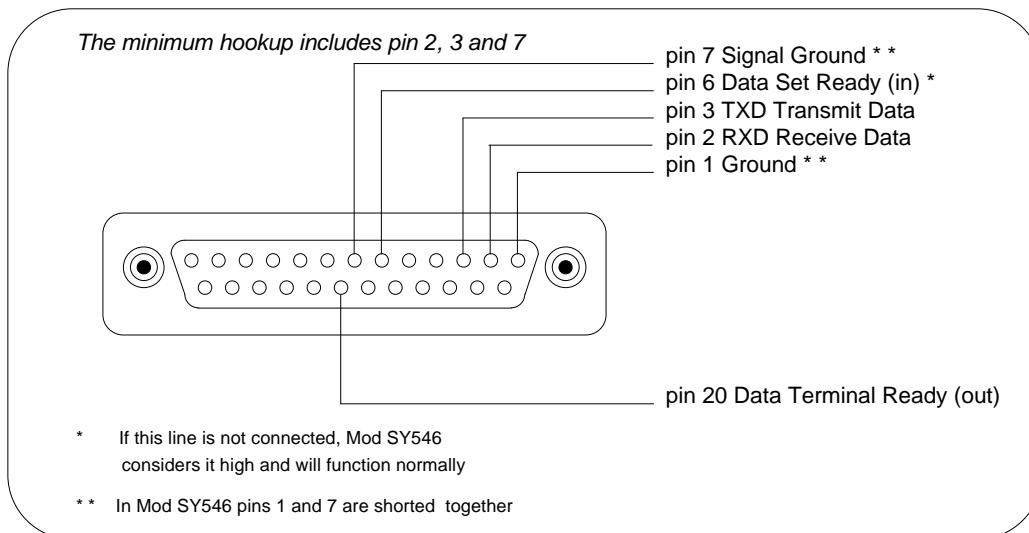 The minimum hookup includes pin 2, 3 and 7
pin 7 Signal Ground * *
pin 6 Data Set Ready (in) *
pin 3 TXD Transmit Data
pin 2 RXD Receive Data
pin 1 Ground * *
pin 20 Data Terminal Ready (out)
* If this line is not connected, Mod SY546
considers it high and will function normally
* * In Mod SY546 pins 1 and 7 are shorted together